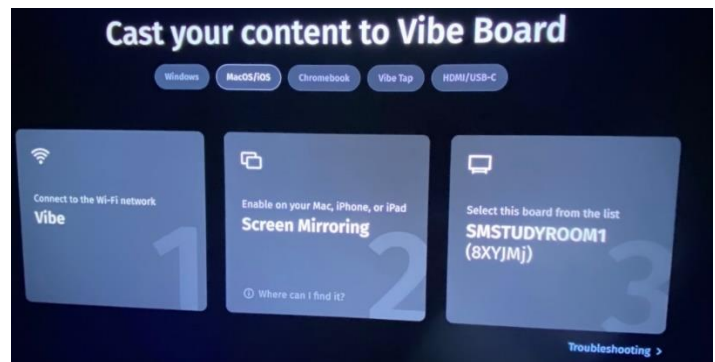 Cast your content to Vibe Board
Windows MacOS/iOS Chromebook Vibe Tap HDMI/USB-C
Connect to the Wi-Fi network
Vibe
1
Enable on your Mac, iPhone, or iPad
Screen Mirroring
Where can I find it?
2
Select this board from the list
SMSTUDYROOM1
(8XYJMj)
3
Troubleshooting >